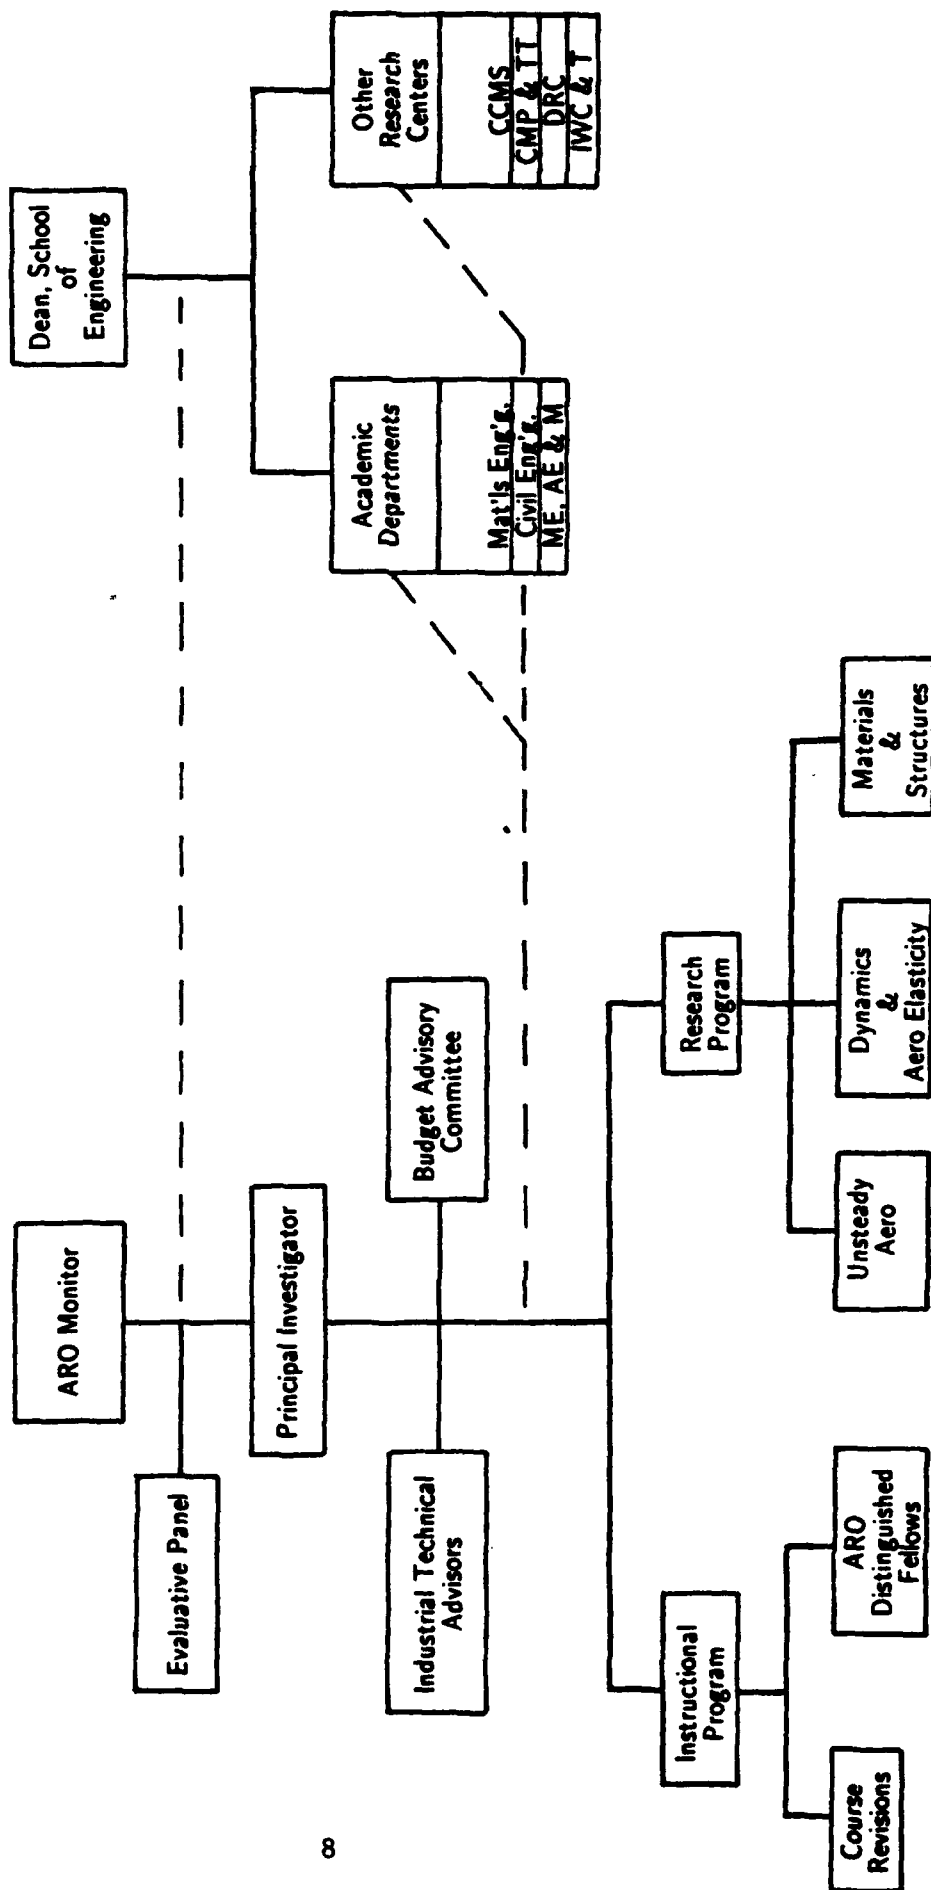 ARO Monitor
Dean, School
of
Engineering
Evaluative Panel
Principal Investigator
Industrial Technical
Advisors
Budget Advisory
Committee
Academic
Departments
Mat'ls Eng'g.
Civil Eng'g.
ME, AE & M
Other
Research
Centers
CCMS
CMP & TT
DRC
IWC & T
Instructional
Program
Research
Program
Course
Revisions
ARO
Distinguished
Fellows
Unsteady
Aero
Dynamics
&
Aero Elasticity
Materials
&
Structures
8